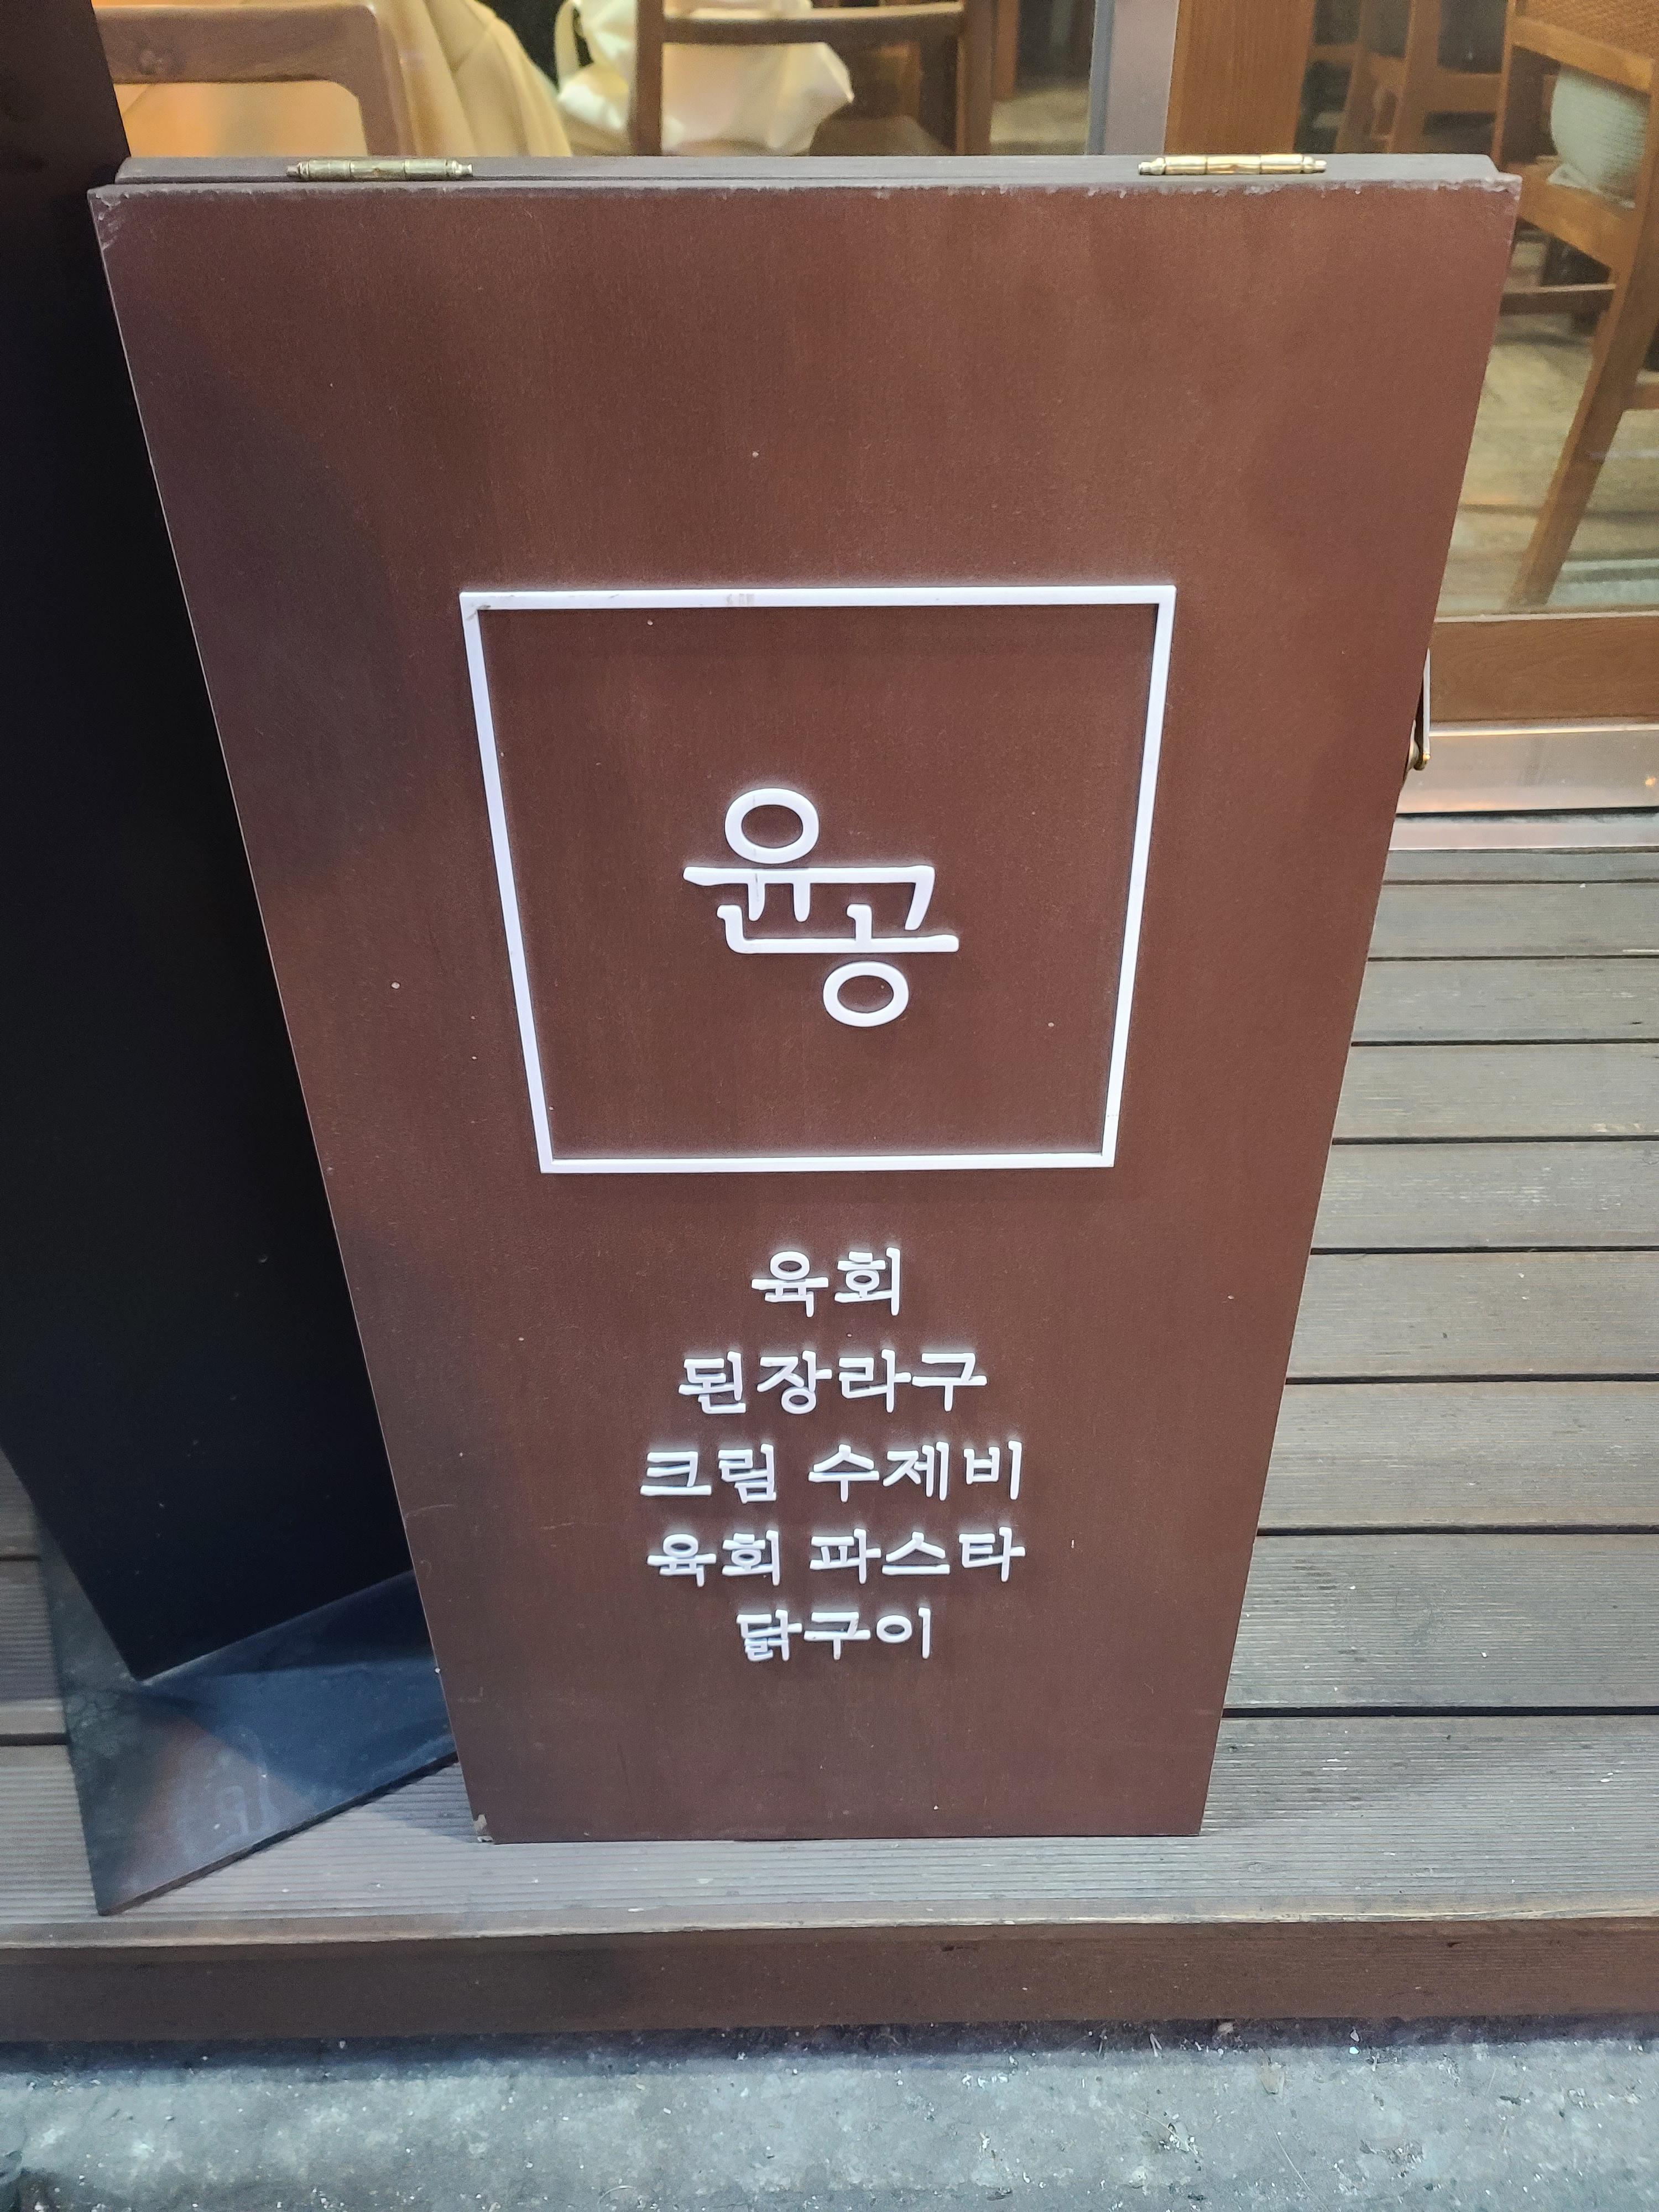 윤공
육회
된장라구
크림 수제비
육회 파스타
닭구이